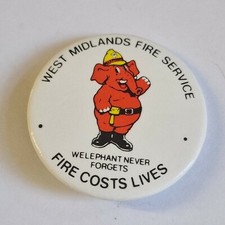 WEST MIDLANDS FIRE SERVICE
WELEPHANT NEVER
FORGETS
FIRE COSTS LIVES